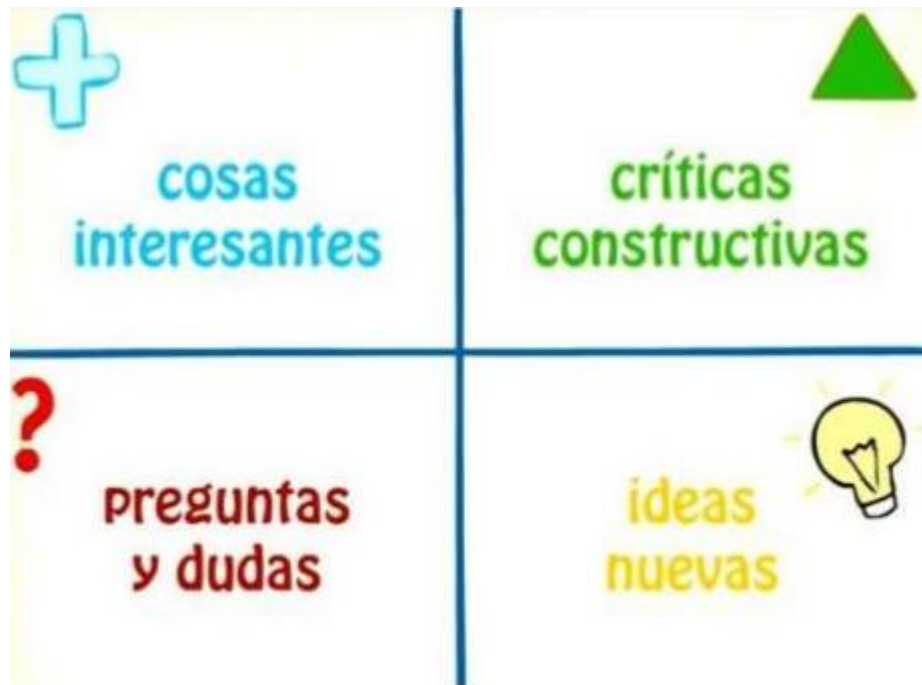 cosas
interesantes
críticas
constructivas
?
preguntas
y dudas
ideas
nuevas